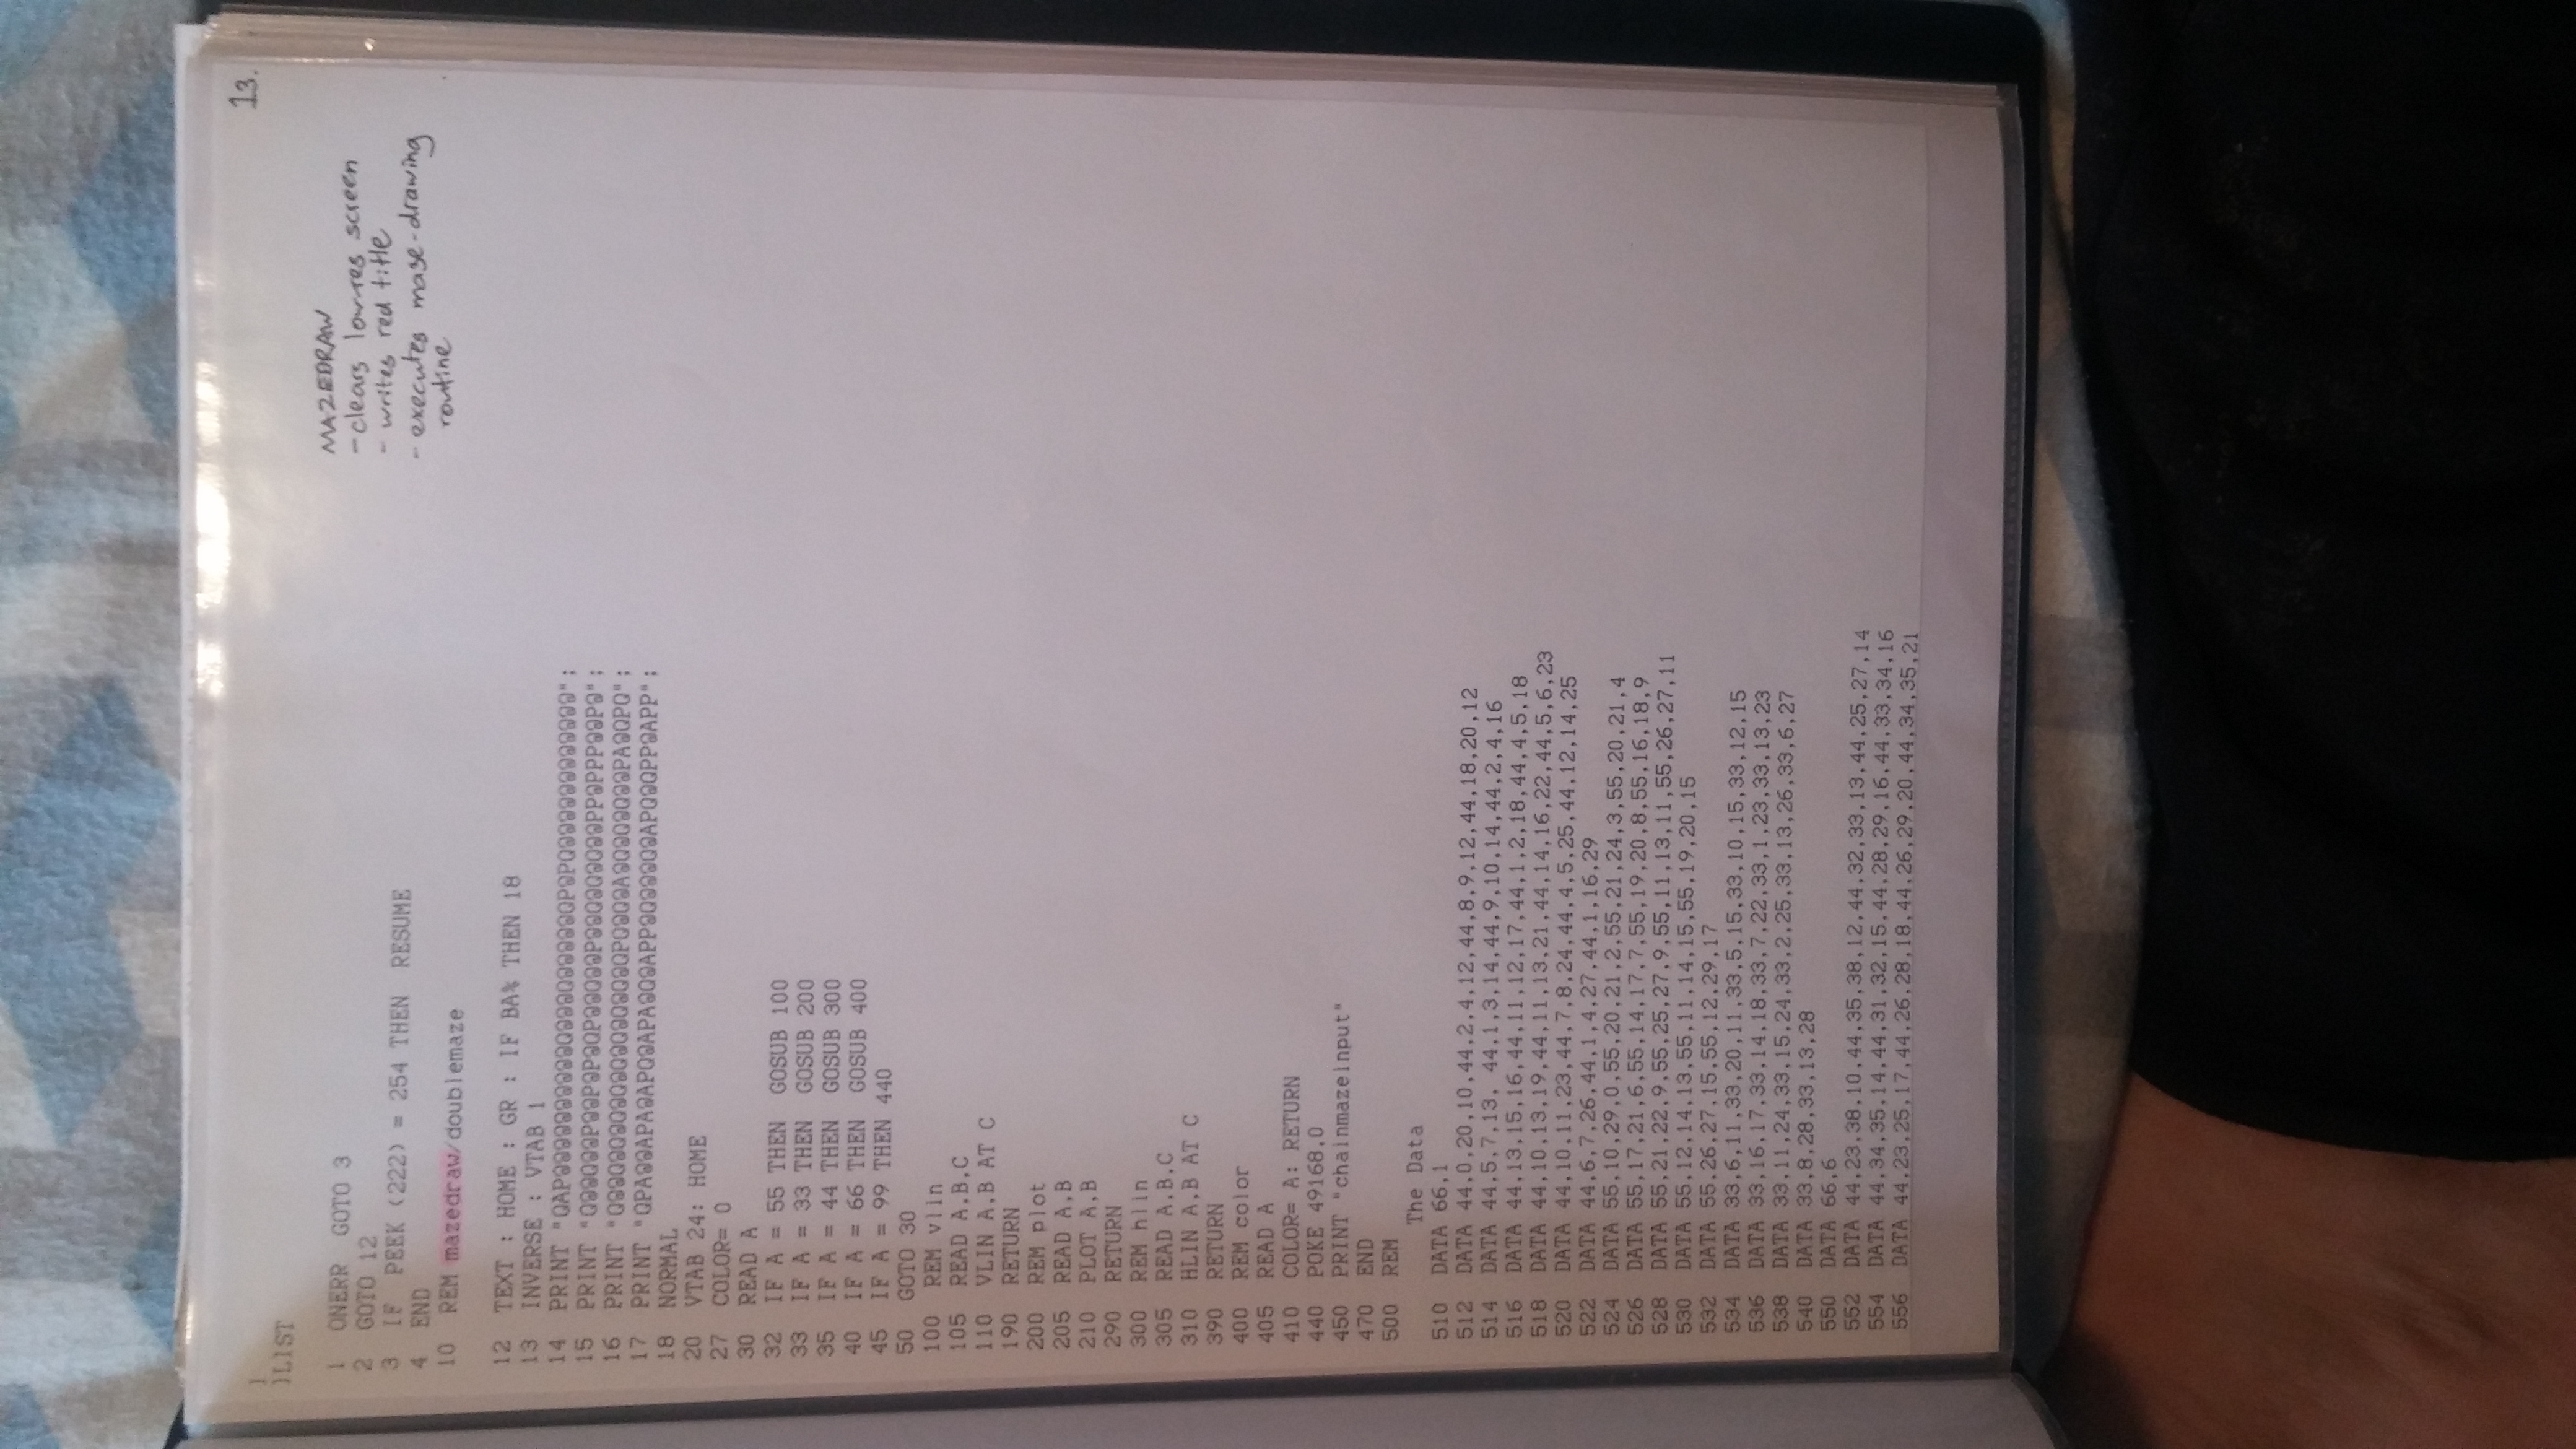 13.
MAZEDRAW
- clears lowres screen
- writes red title
- executes maze-drawing
routine
]
]LIST
1 ONERR GOTO 3
2 GOTO 12
3 IF PEEK (222) = 254 THEN RESUME
4 END
10 REM mazedraw/doublemaze
12 TEXT : HOME : GR : IF BA% THEN 18
13 INVERSE : VTAB 1
14 PRINT
15 PRINT
16 PRINT
17 PRINT
18 NORMAL
20 VTAB 24: HOME
27 COLOR= 0
30 READ A
32 IF A = 55 THEN GOSUB 100
33 IF A = 33 THEN GOSUB 200
35 IF A = 44 THEN GOSUB 300
40 IF A = 66 THEN GOSUB 400
45 IF A = 99 THEN 440
50 GOTO 30
100 REM vlin
105 READ A,B,C
110 VLIN A,B AT C
190 RETURN
200 REM plot
205 READ A,B
210 PLOT A,B
290 RETURN
300 REM hlin
305 READ A,B,C
310 HLIN A,B AT C
390 RETURN
400 REM color
405 READ A
410 COLOR= A: RETURN
440 POKE 49168,0
450 PRINT "chainmazeinput"
470 END
500 REM
The Data
510 DATA 66,1
512 DATA 44,0,20,10,44,2,4,12,44,8,9,12,44,18,20,12
514 DATA 44,5,7,13, 44,1,3,14,44,9,10,14,44,2,4,16
516 DATA 44,13,15,16,44,11,12,17,44,1,2,18,44,4,5,18
518 DATA 44,10,13,19,44,11,13,21,44,14,16,22,44,5,6,23
520 DATA 44,10,11,23,44,7,8,24,44,4,5,25,44,12,14,25
522 DATA 44,6,7,26,44,1,4,27,44,1,16,29
524 DATA 55,10,29,0,55,20,21,2,55,21,24,3,55,20,21,4
526 DATA 55,17,21,6,55,14,17,7,55,19,20,8,55,16,18,9
528 DATA 55,21,22,9,55,25,27,9,55,11,13,11,55,26,27,11
530 DATA 55,12,14,13,55,11,14,15,55,19,20,15
532 DATA 55,26,27,15,55,12,29,17
534 DATA 33,6,11,33,20,11,33,5,15,33,10,15,33,12,15
536 DATA 33,16,17,33,14,18,33,7,22,33,1,23,33,13,23
538 DATA 33,11,24,33,15,24,33,2,25,33,13,26,33,6,27
540 DATA 33,8,28,33,13,28
550 DATA 66,6
552 DATA 44,23,38,10,44,35,38,12,44,32,33,13,44,25,27,14
554 DATA 44,34,35,14,44,31,32,15,44,28,29,16,44,33,34,16
556 DATA 44,23,25,17,44,26,28,18,44,26,29,20,44,34,35,21